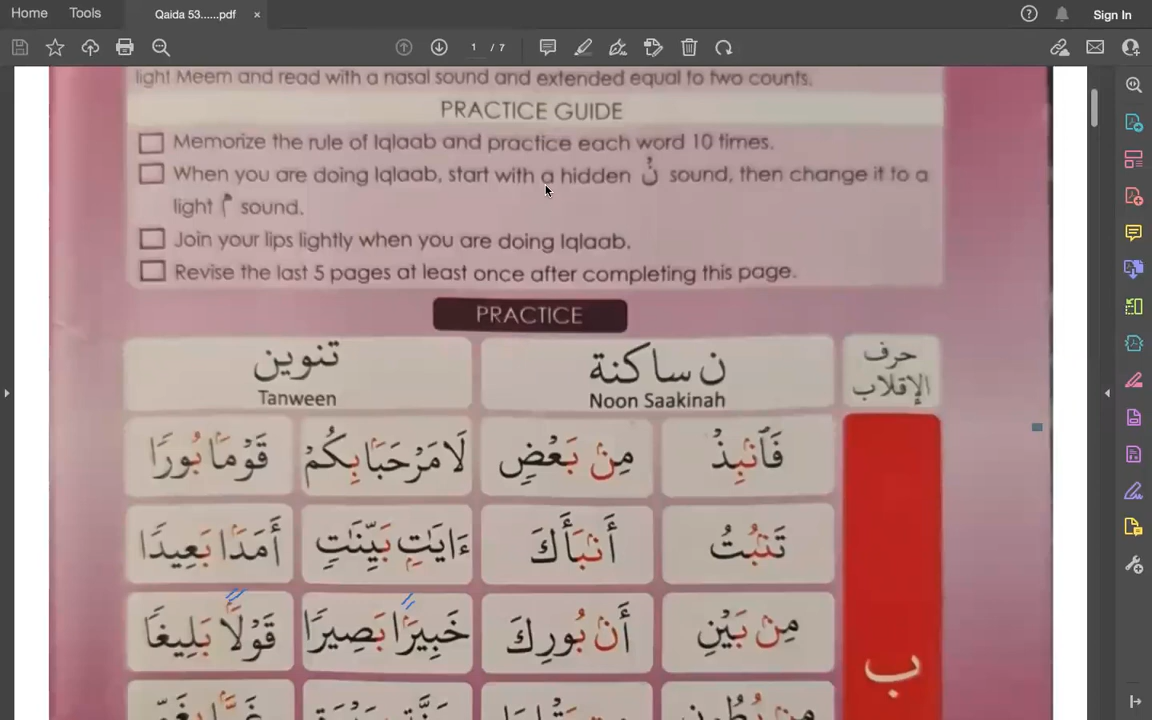 Home Tools Qaida 53......pdf × Sign In
1 / 7
light Meem and read with a nasal sound and extended equal to two counts.
PRACTICE GUIDE
Memorize the rule of Iqlaab and practice each word 10 times.
When you are doing Iqlaab, start with a hidden نْ sound, then change it to a
light م sound.
Join your lips lightly when you are doing Iqlaab.
Revise the last 5 pages at least once after completing this page.
PRACTICE
حرف الإقلاب
ن ساكنة
Noon Saakinah
تنوين
Tanween
فَٱنۢبِذْ مِنۢ بَعْضٍ لَا مَرْحَبَۢا بِكُمْ قَوْمَۢا بُورًا
تَنۢبُتُ أَنۢبَأَكَ ءَايَٰتِۭ بَيِّنَٰتٍ أَمَدَۢا بَعِيدًا
مِنۢ بَيْنِ أَنۢ بُورِكَ خَبِيرَۢا بَصِيرًا قَوْلَۢا بَلِيغًا
ب